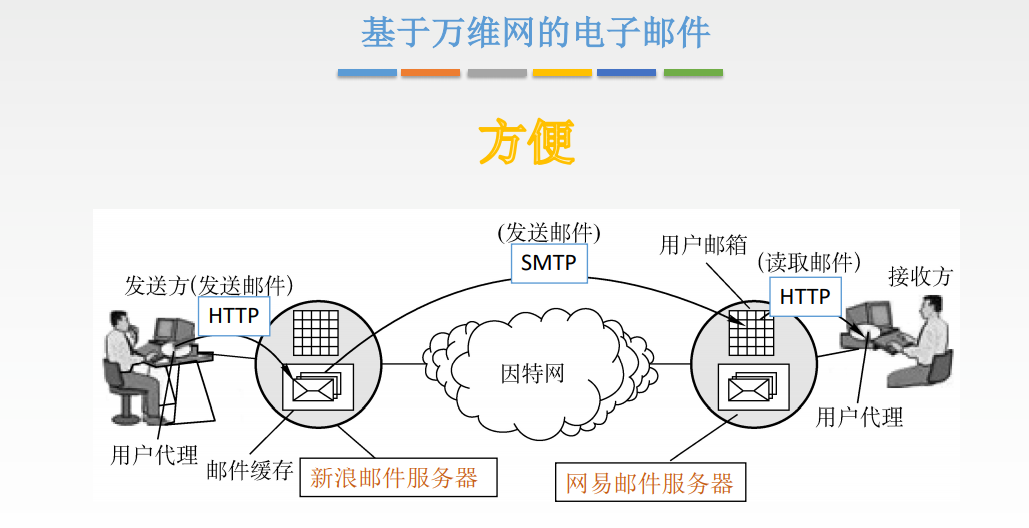 基于万维网的电子邮件
方便
(发送邮件)
SMTP
用户邮箱
(读取邮件)
HTTP
接收方
发送方(发送邮件)
HTTP
因特网
用户代理
用户代理
邮件缓存
新浪邮件服务器
网易邮件服务器